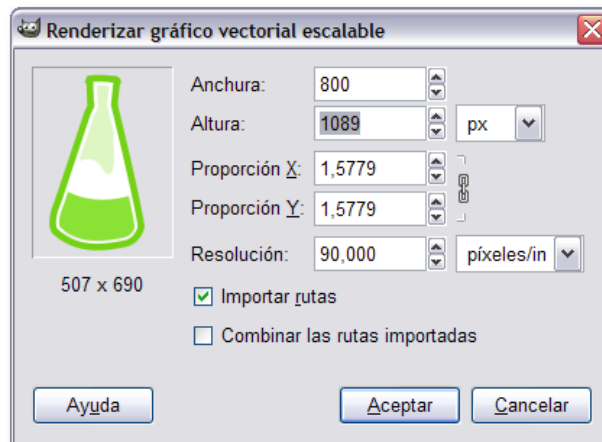 Renderizar gráfico vectorial escalable
Anchura: 800
Altura: 1089 px
Proporción X: 1,5779
Proporción Y: 1,5779
Resolución: 90,000 píxeles/in
507 x 690
Importar rutas
Combinar las rutas importadas
Ayuda Aceptar Cancelar